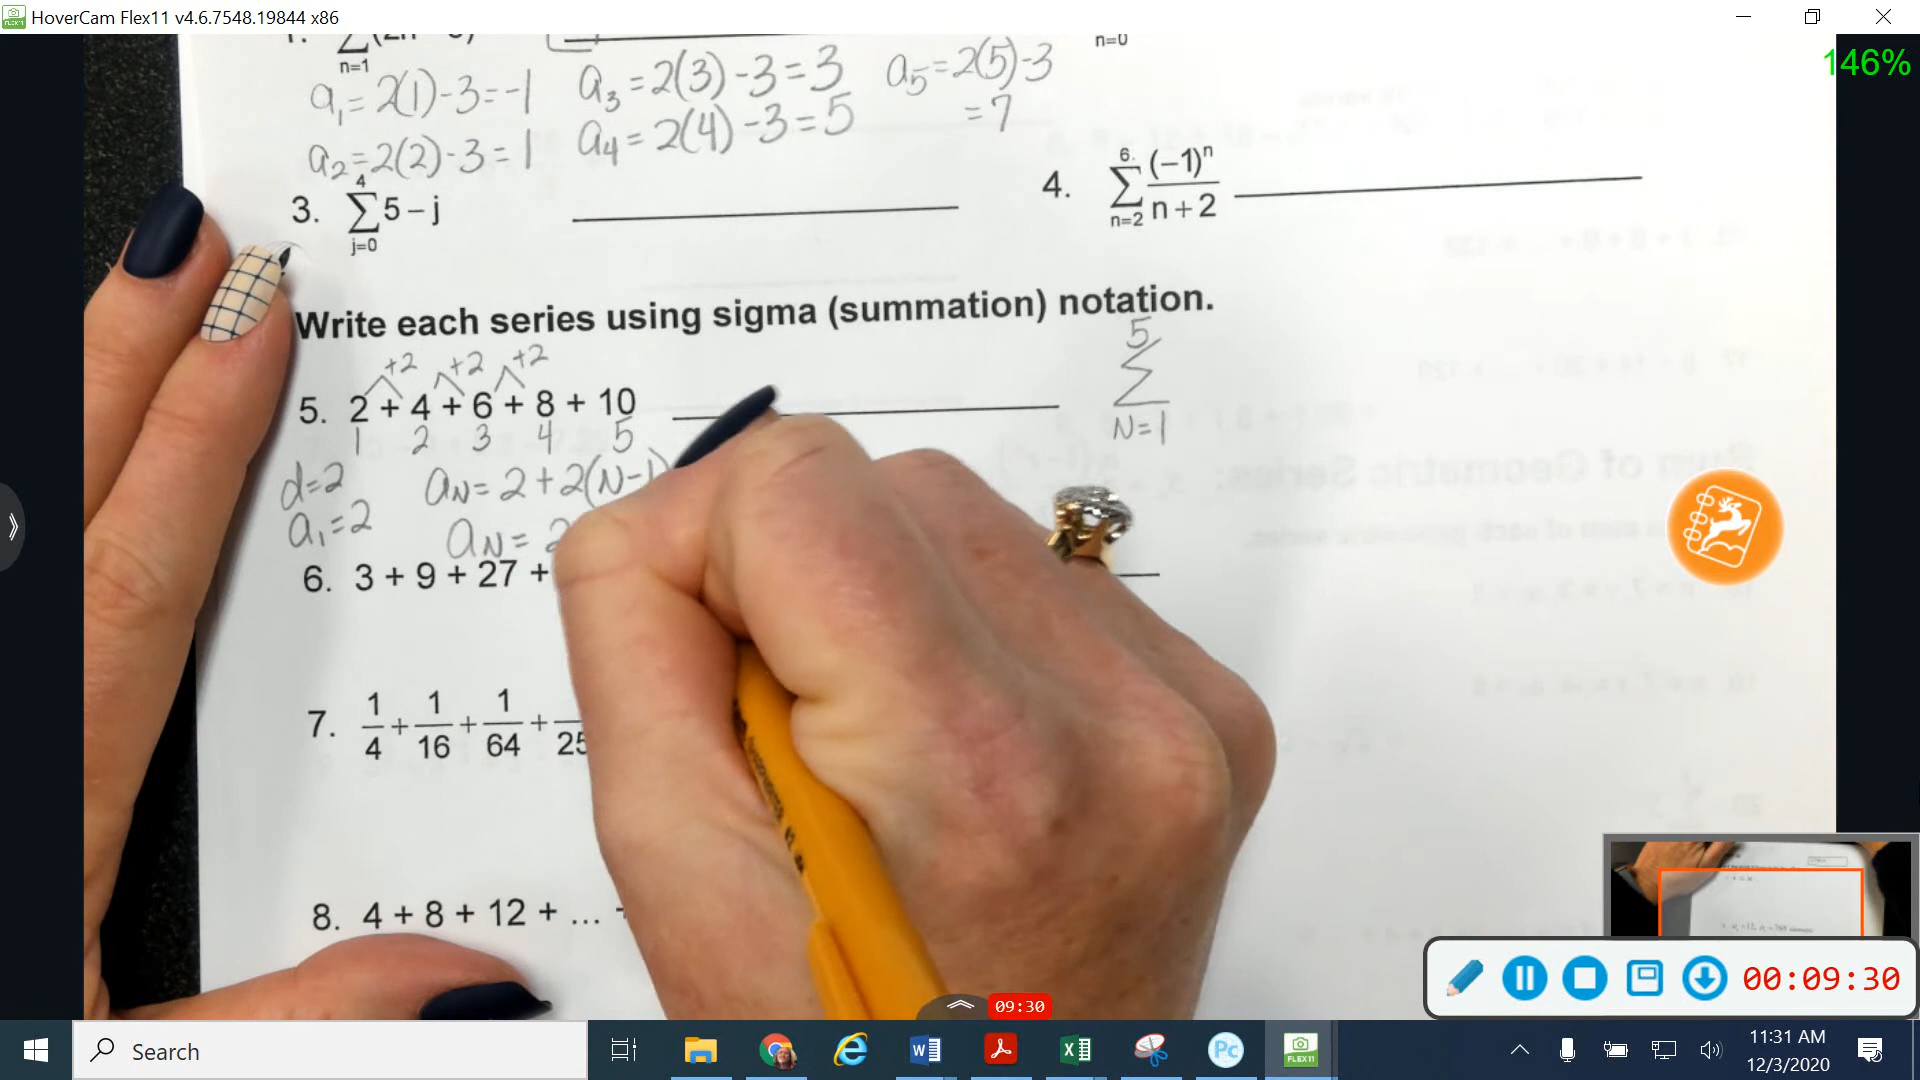 HoverCam Flex11 v4.6.7548.19844 x86
146%
1.
n=1
n=0
a₁=2(1)-3=-1
a₃=2(3)-3=3
a₅=2(5)-3
=7
a₂=2(2)-3=1
a₄=2(4)-3=5
4
3. ∑ 5 – j
j=0
6
4. ∑ (–1)ⁿ
n=2 n + 2
Write each series using sigma (summation) notation.
+2 +2 +2
5. 2 + 4 + 6 + 8 + 10
1 2 3 4 5
5
∑
N=1
d=2
aN=2+2(N-1)
a₁=2
aN=
6. 3 + 9 + 27 +
7. 1/4 + 1/16 + 1/64 +
8. 4 + 8 + 12 + ...
00:09:30
09:30
Search
FLEX11
11:31 AM
12/3/2020